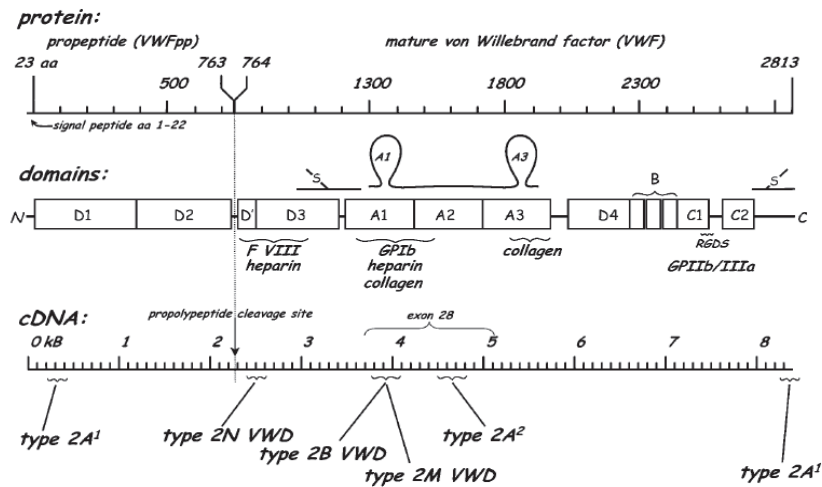 protein:
propeptide (VWFpp)
mature von Willebrand factor (VWF)
23 aa 500 763 764 1300 1800 2300 2813
signal peptide aa 1-22
domains:
S A1 A3 B S
N D1 D2 D' D3 A1 A2 A3 D4 C1 C2 C
F VIII GPIb collagen RGDS
heparin heparin GPIIb/IIIa
collagen
cDNA: propolypeptide cleavage site exon 28
0 kB 1 2 3 4 5 6 7 8
type 2A¹ type 2N VWD type 2A² type 2A¹
type 2B VWD
type 2M VWD